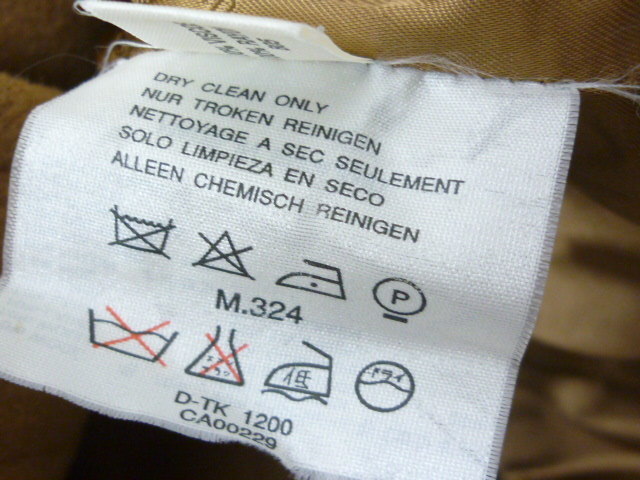 DRY CLEAN ONLY
NUR TROKEN REINIGEN
NETTOYAGE A SEC SEULEMENT
SOLO LIMPIEZA EN SECO
ALLEEN CHEMISCH REINIGEN
P
M.324
低 ドライ
D-TK 1200
CA00229